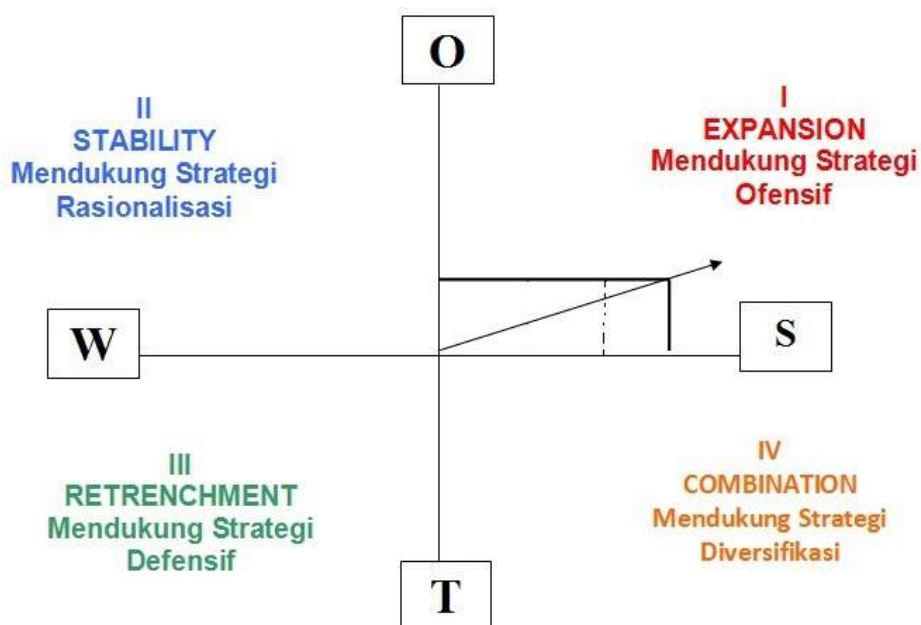 O
II
STABILITY
Mendukung Strategi
Rasionalisasi
I
EXPANSION
Mendukung Strategi
Ofensif
W
S
III
RETRENCHMENT
Mendukung Strategi
Defensif
IV
COMBINATION
Mendukung Strategi
Diversifikasi
T